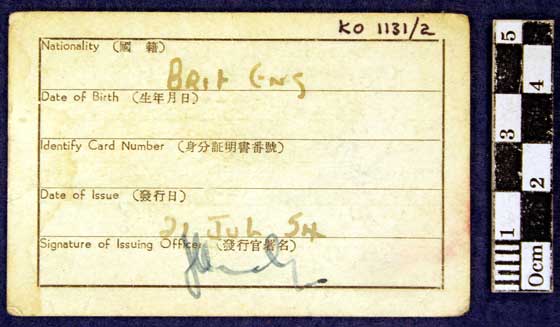 KO 1131/2
Nationality (國 籍)
Brit Eng
Date of Birth (生年月日)
Identify Card Number (身分証明書番號)
Date of Issue (發行日)
21 JUL 54
Signature of Issuing Officer (發行官署名)
5
4
3
2
1
0cm